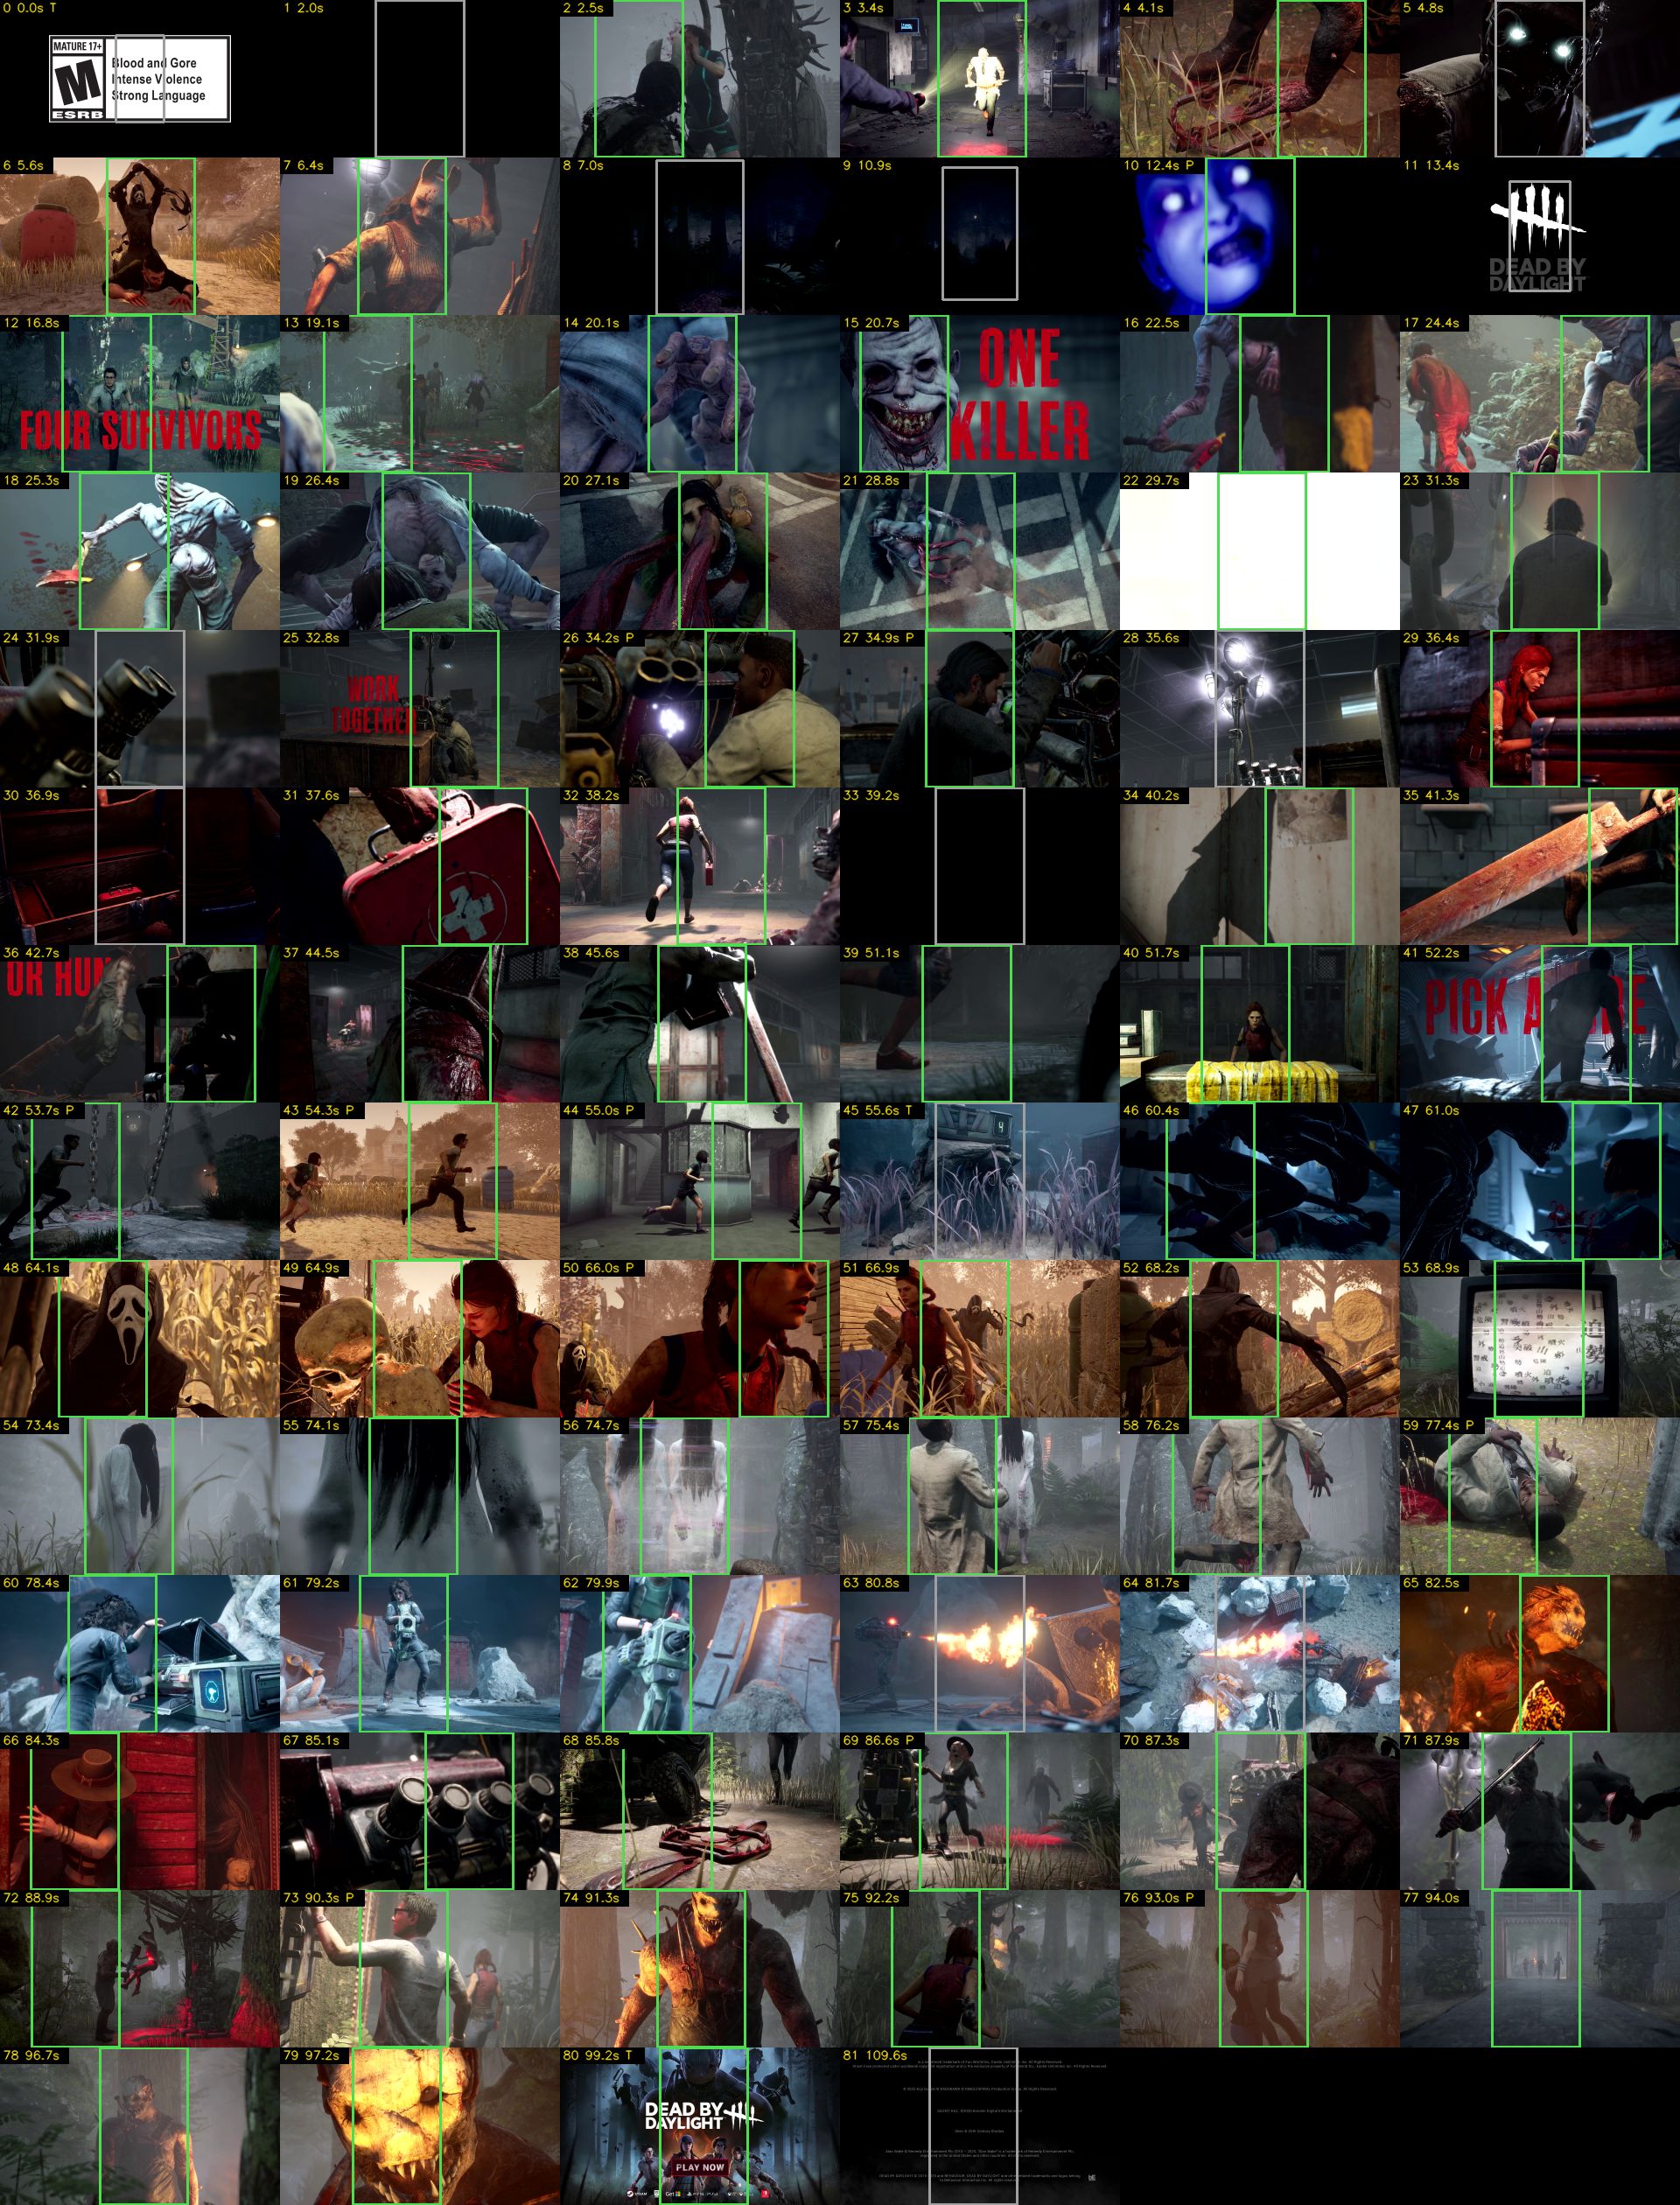 0 0.0s T
MATURE 17+
M
ESRB
Blood and Gore
Intense Violence
Strong Language
1 2.0s
2 2.5s
3 3.4s
4 4.1s
5 4.8s
6 5.6s
7 6.4s
8 7.0s
9 10.9s
10 12.4s P
11 13.4s
DEAD BY
DAYLIGHT
12 16.8s
FOUR SURVIVORS
13 19.1s
14 20.1s
15 20.7s
ONE
KILLER
16 22.5s
17 24.4s
18 25.3s
19 26.4s
20 27.1s
21 28.8s
22 29.7s
23 31.3s
24 31.9s
25 32.8s
WORK
TOGETHER
26 34.2s P
27 34.9s P
28 35.6s
29 36.4s
30 36.9s
31 37.6s
32 38.2s
33 39.2s
34 40.2s
35 41.3s
36 42.7s
OR HUN
37 44.5s
38 45.6s
39 51.1s
40 51.7s
41 52.2s
PICK A
42 53.7s P
43 54.3s P
44 55.0s P
45 55.6s T
4
46 60.4s
47 61.0s
48 64.1s
49 64.9s
50 66.0s P
51 66.9s
52 68.2s
53 68.9s
54 73.4s
55 74.1s
56 74.7s
57 75.4s
58 76.2s
59 77.4s P
60 78.4s
61 79.2s
62 79.9s
63 80.8s
64 81.7s
65 82.5s
66 84.3s
67 85.1s
68 85.8s
69 86.6s P
70 87.3s
71 87.9s
72 88.9s
73 90.3s P
74 91.3s
75 92.2s
76 93.0s P
77 94.0s
78 96.7s
79 97.2s
80 99.2s T
DEAD BY
DAYLIGHT
PLAY NOW
81 109.6s